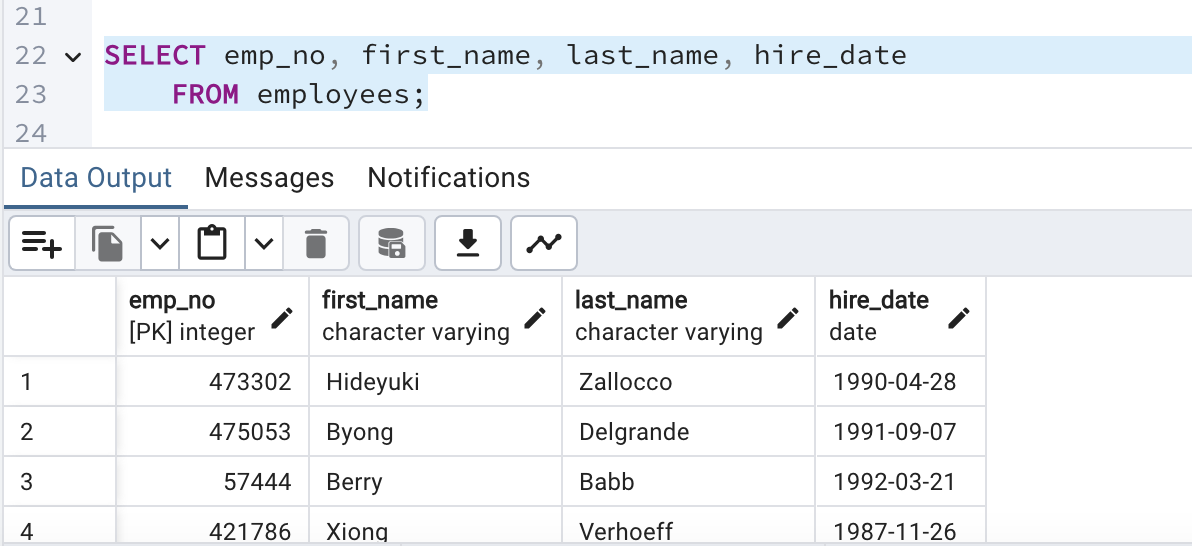 21
22 SELECT emp_no, first_name, last_name, hire_date
23 FROM employees;
24
Data Output Messages Notifications
emp_no first_name last_name hire_date
[PK] integer character varying character varying date
1 473302 Hideyuki Zallocco 1990-04-28
2 475053 Byong Delgrande 1991-09-07
3 57444 Berry Babb 1992-03-21
4 421786 Xiong Verhoeff 1987-11-26